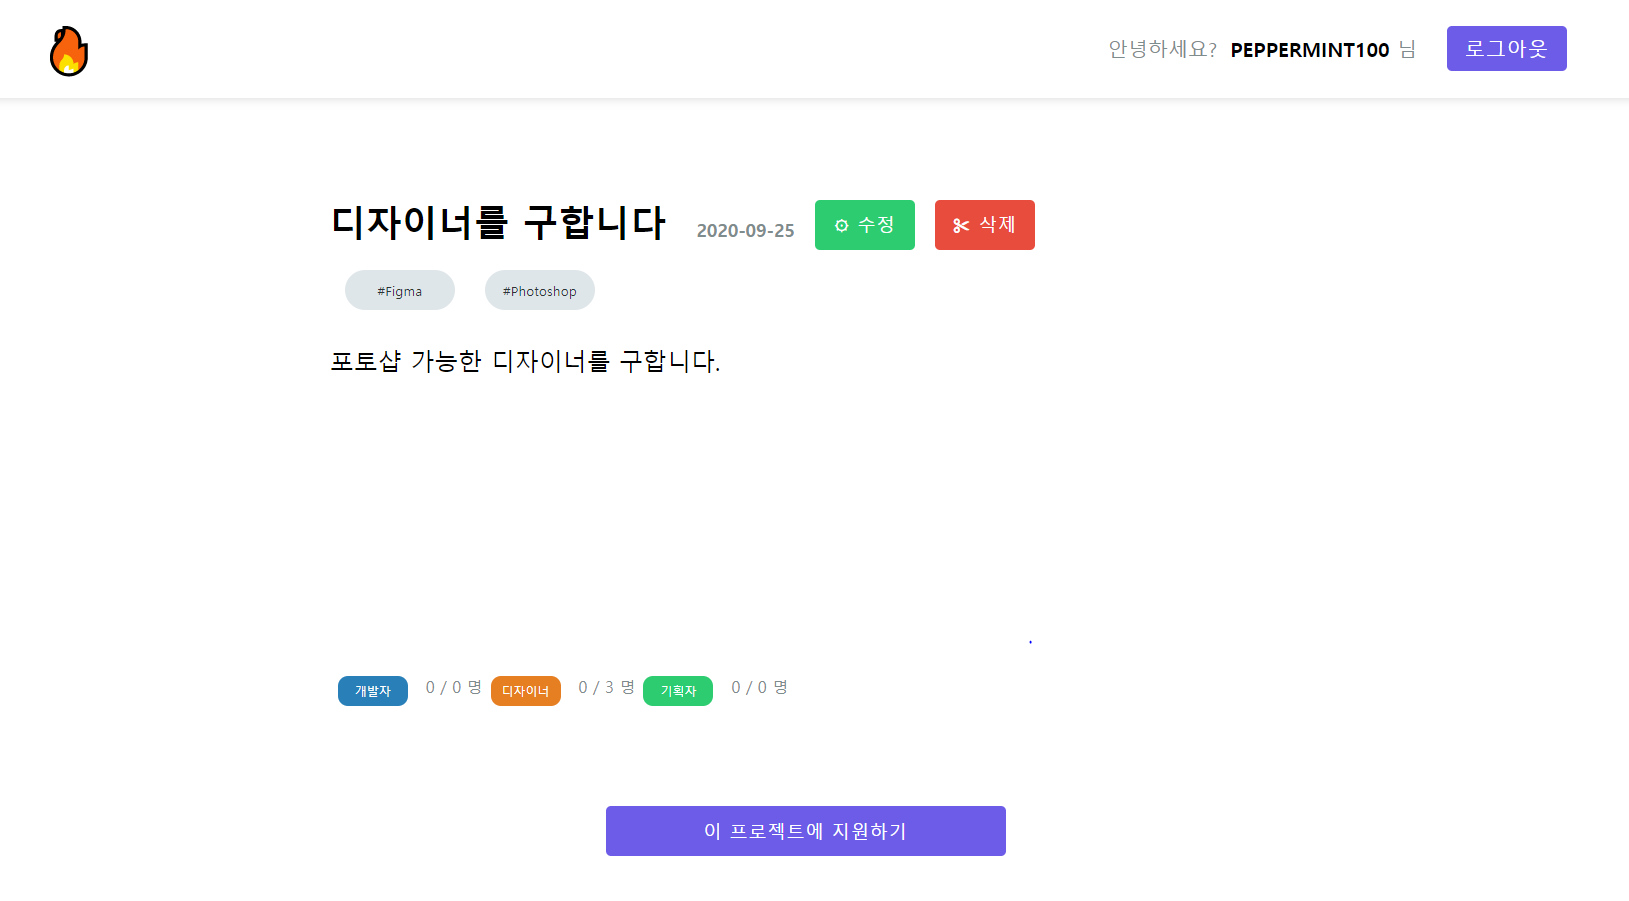 안녕하세요? PEPPERMINT100 님 로그아웃
디자이너를 구합니다 2020-09-25 수정 삭제
#Figma #Photoshop
포토샵 가능한 디자이너를 구합니다.
개발자 0 / 0 명 디자이너 0 / 3 명 기획자 0 / 0 명
이 프로젝트에 지원하기